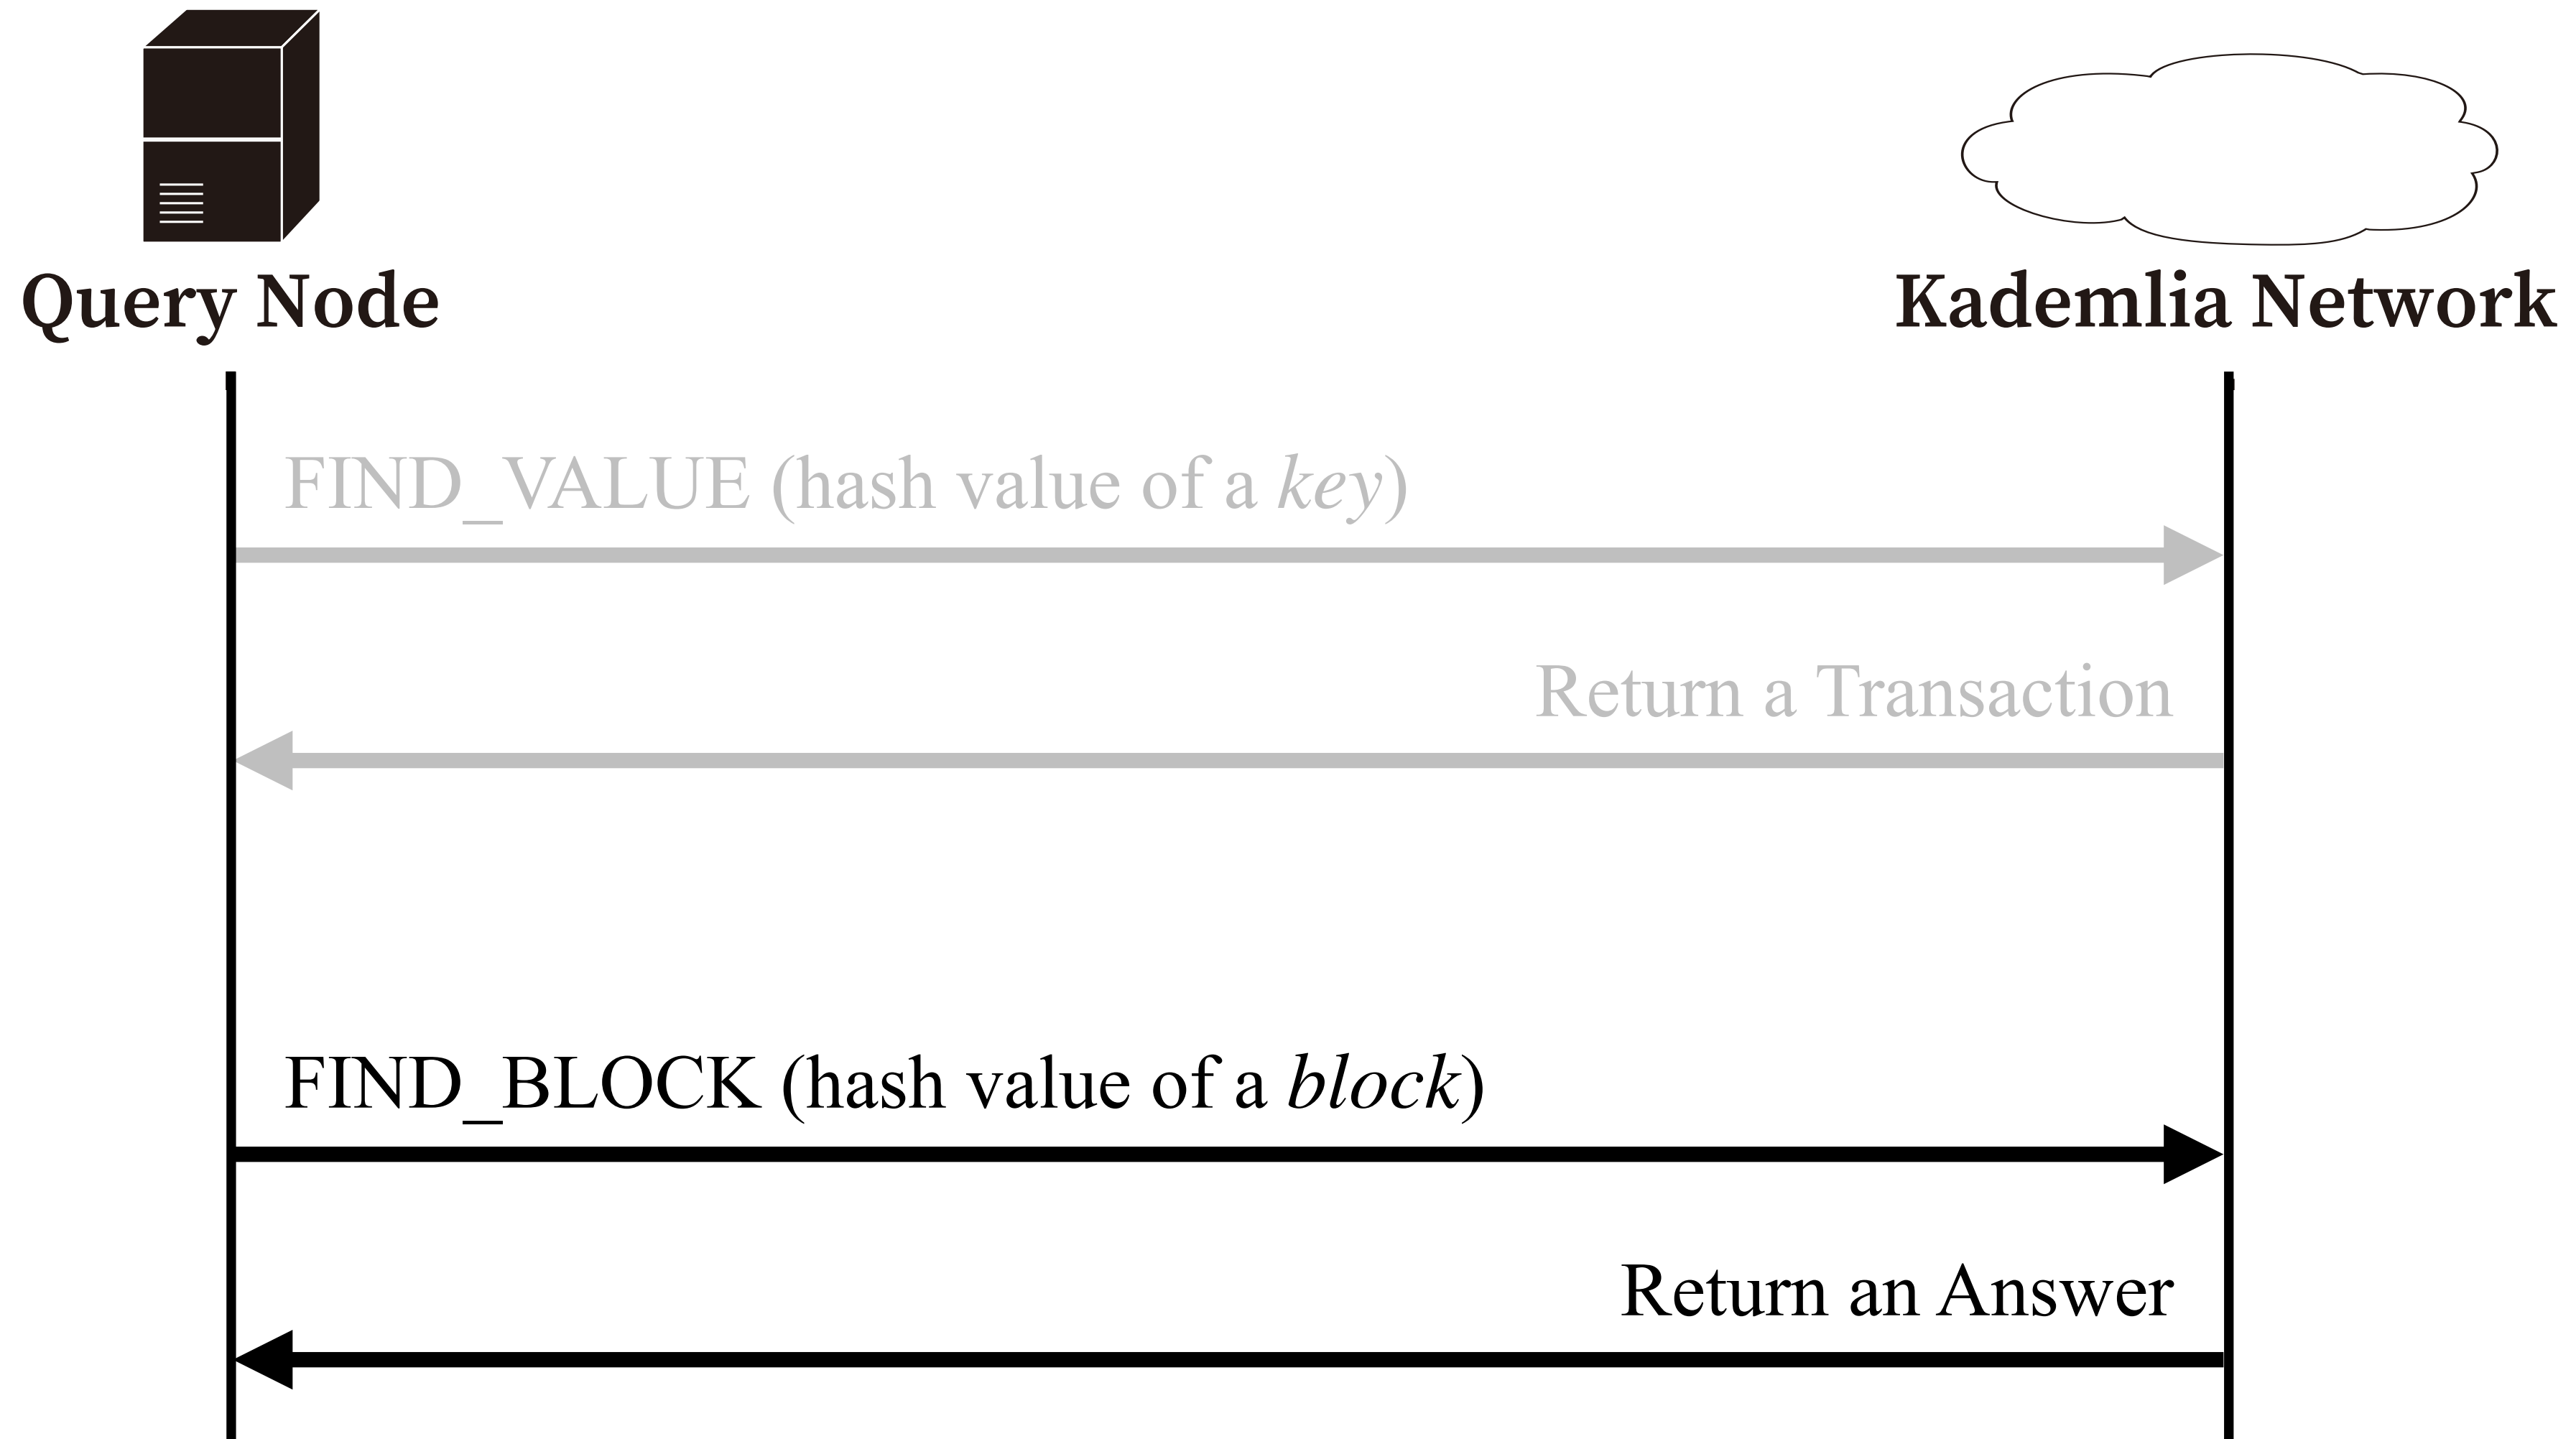 Query Node
Kademlia Network
FIND_VALUE (hash value of a key)
Return a Transaction
FIND_BLOCK (hash value of a block)
Return an Answer